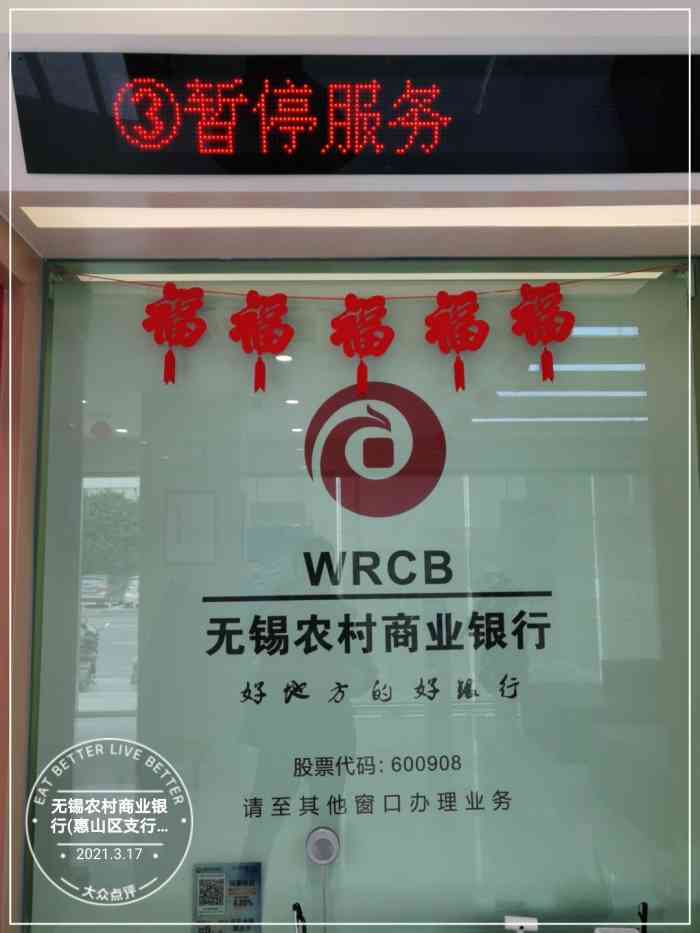 ③暂停服务
福 福 福 福 福
WRCB
无锡农村商业银行
好地方的好银行
股票代码: 600908
请至其他窗口办理业务
EAT BETTER LIVE BETTER
无锡农村商业银
行(惠山区支行...
2021.3.17
大众点评